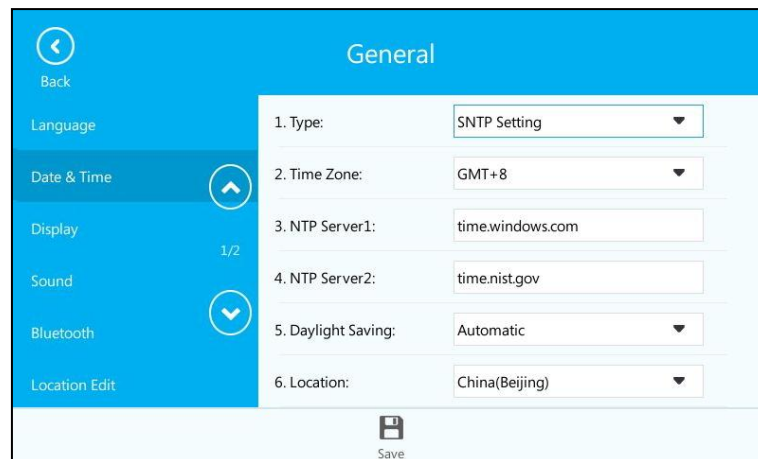 General
Back
Language
Date & Time
Display
1/2
Sound
Bluetooth
Location Edit
1. Type: SNTP Setting
2. Time Zone: GMT+8
3. NTP Server1: time.windows.com
4. NTP Server2: time.nist.gov
5. Daylight Saving: Automatic
6. Location: China(Beijing)
Save